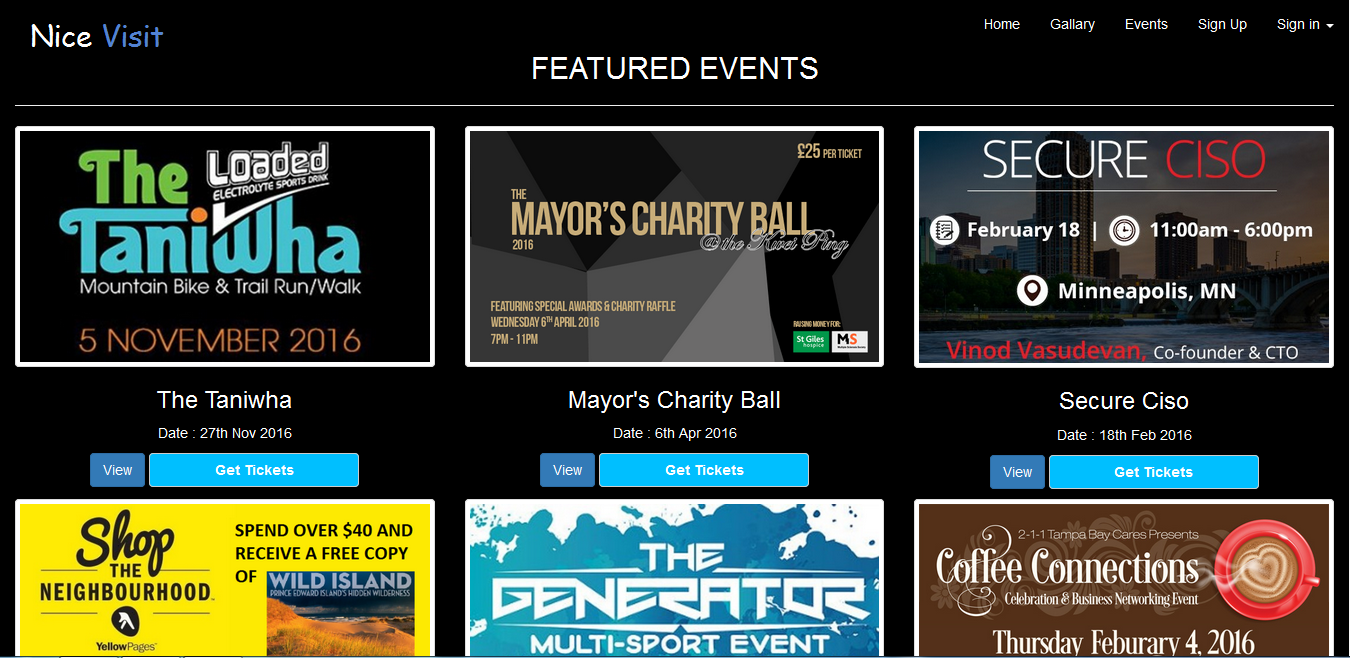 Nice Visit
Home Gallary Events Sign Up Sign in
FEATURED EVENTS
The
Loaded
ELECTROLYTE SPORTS DRINK
Taniwha
Mountain Bike & Trail Run/Walk
5 NOVEMBER 2016
£25 PER TICKET
THE
MAYOR'S CHARITY BALL
2016
@ the Kwei Ping
FEATURING SPECIAL AWARDS & CHARITY RAFFLE
WEDNESDAY 6TH APRIL 2016
7PM - 11PM
RAISING MONEY FOR:
St Giles
hospice
MS
SECURE CISO
February 18 | 11:00am - 6:00pm
Minneapolis, MN
Vinod Vasudevan, Co-founder & CTO
The Taniwha
Date : 27th Nov 2016
View Get Tickets
Mayor's Charity Ball
Date : 6th Apr 2016
View Get Tickets
Secure Ciso
Date : 18th Feb 2016
View Get Tickets
Shop
THE
NEIGHBOURHOOD™
YellowPages™
SPEND OVER $40 AND
RECEIVE A FREE COPY
OF
WILD ISLAND
PRINCE EDWARD ISLAND'S HIDDEN WILDERNESS
THE
GENERATOR
MULTI-SPORT EVENT
2-1-1 Tampa Bay Cares Presents
Coffee Connections
Celebration & Business Networking Event
Thursday Feburary 4, 2016